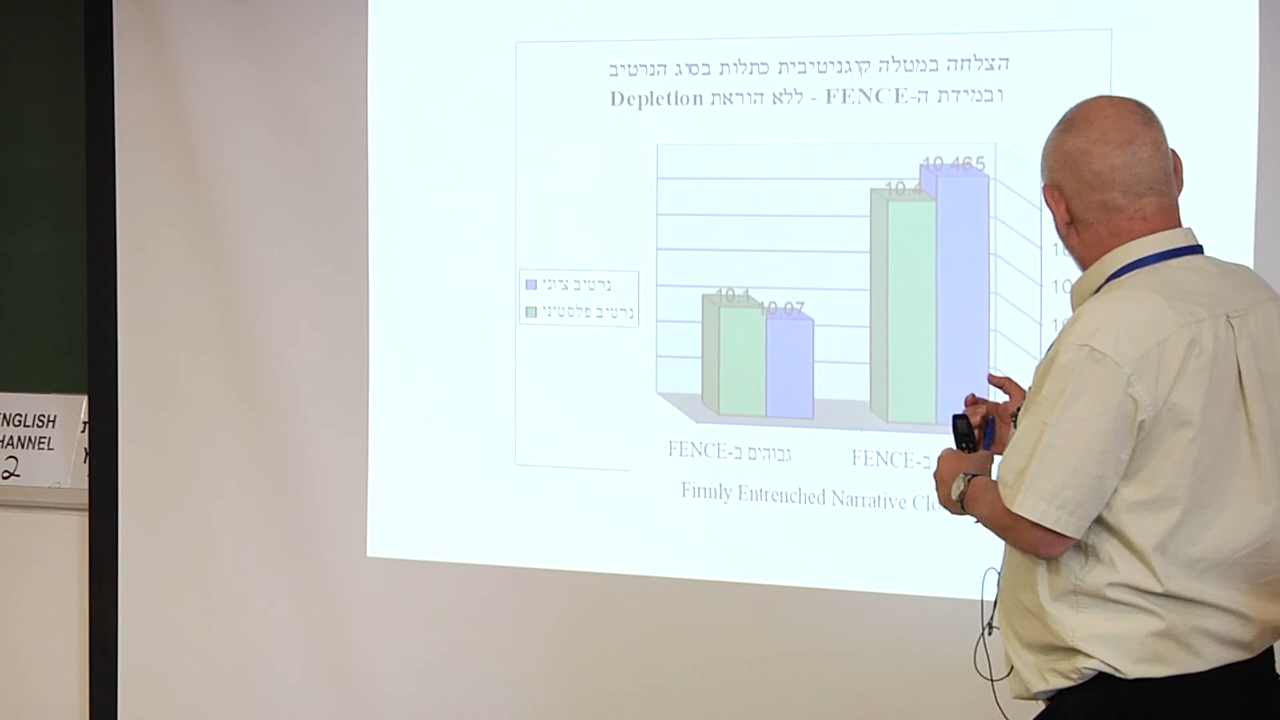 הצלחה במטלה קוגניטיבית כתלות בסוג הנרטיב
ובמידת ה-FENCE - ללא הוראת Depletion
10.465
10.4
10.1
10.07
נרטיב ציוני
נרטיב פלסטיני
גבוהים ב-FENCE
ב-FENCE
Firmly Entrenched Narrative
ENGLISH
CHANNEL
2